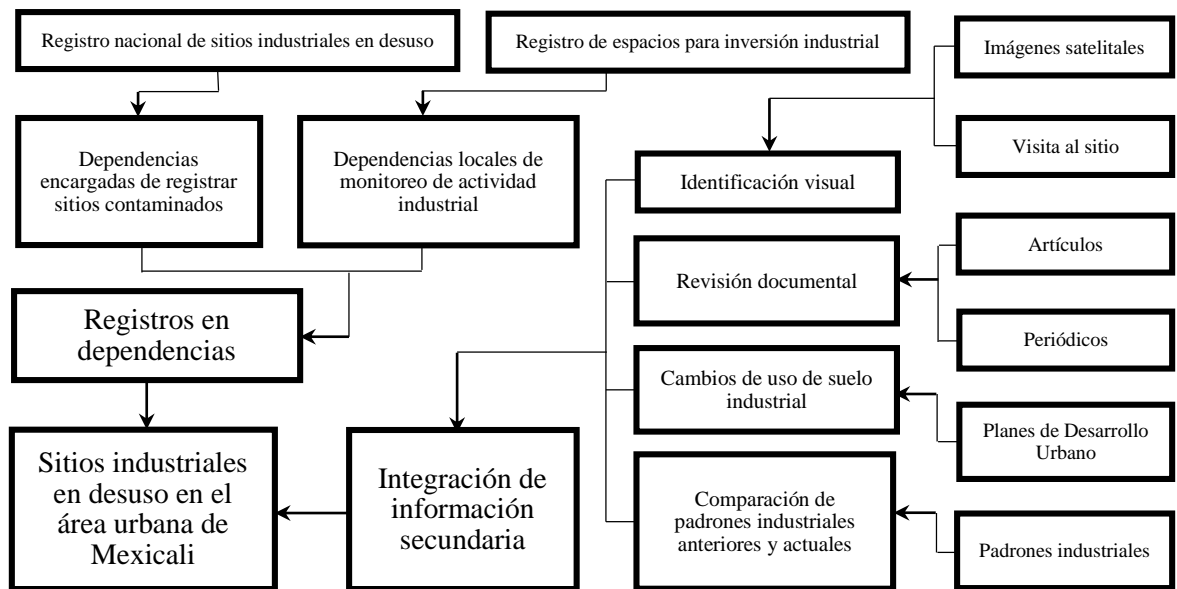 Registro nacional de sitios industriales en desuso
Registro de espacios para inversión industrial
Imágenes satelitales
Dependencias
encargadas de registrar
sitios contaminados
Dependencias locales de
monitoreo de actividad
industrial
Visita al sitio
Identificación visual
Artículos
Revisión documental
Registros en
dependencias
Periódicos
Cambios de uso de suelo
industrial
Planes de Desarrollo
Urbano
Sitios industriales
en desuso en el
área urbana de
Mexicali
Integración de
información
secundaria
Comparación de
padrones industriales
anteriores y actuales
Padrones industriales